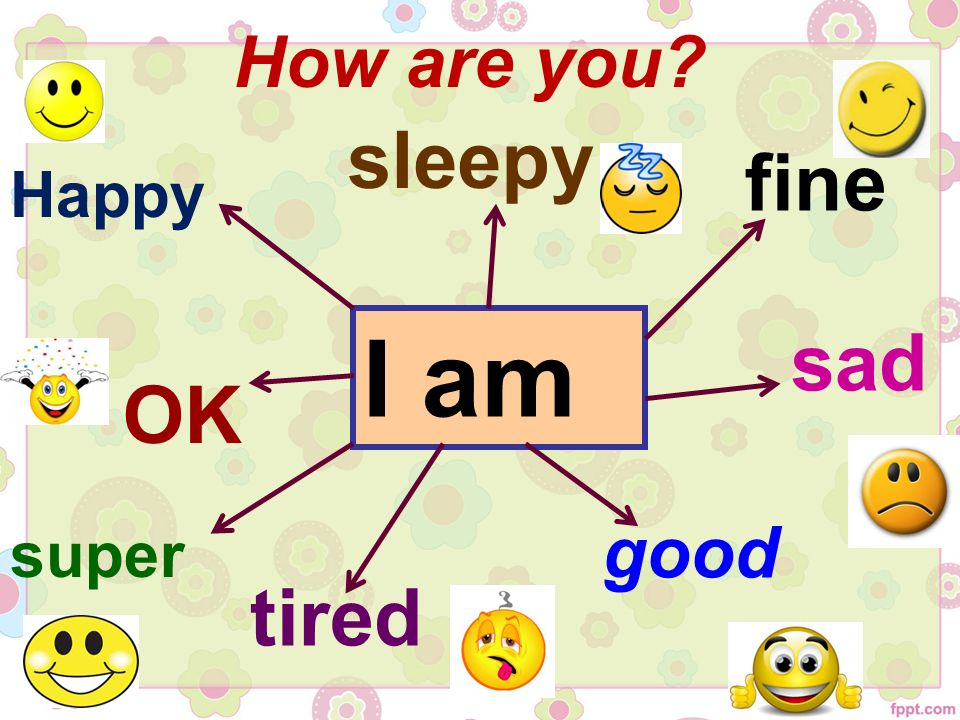 How are you?
sleepy
fine
Happy
I am
sad
OK
super
good
tired
fppt.com